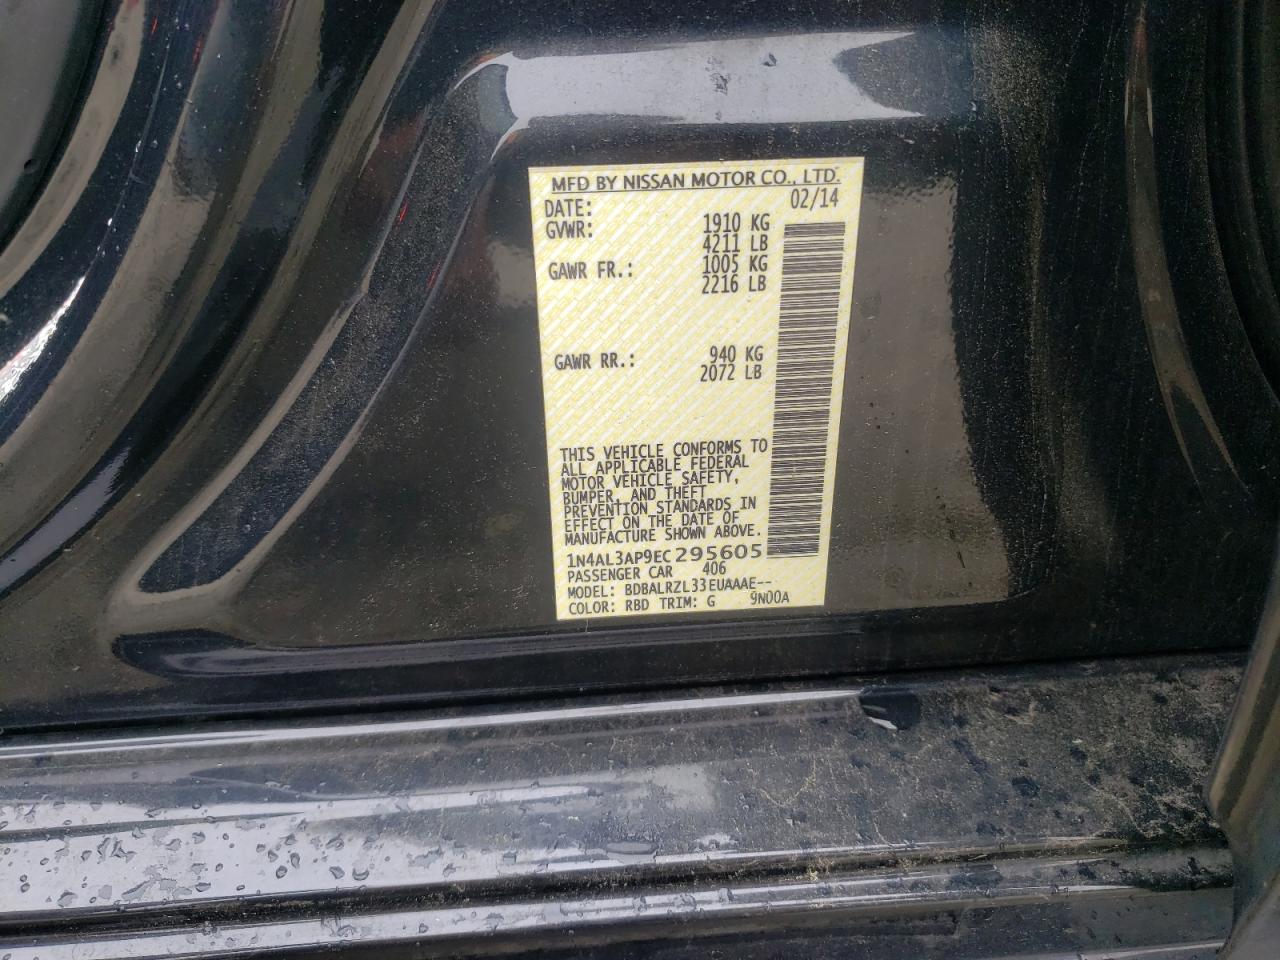 MFD BY NISSAN MOTOR CO., LTD.
DATE: 02/14
GVWR: 1910 KG
4211 LB
GAWR FR.: 1005 KG
2216 LB
GAWR RR.: 940 KG
2072 LB
THIS VEHICLE CONFORMS TO
ALL APPLICABLE FEDERAL
MOTOR VEHICLE SAFETY,
BUMPER, AND THEFT
PREVENTION STANDARDS IN
EFFECT ON THE DATE OF
MANUFACTURE SHOWN ABOVE.
1N4AL3AP9EC295605
PASSENGER CAR 406
MODEL: BDBALRZL33EUAAAE--
COLOR: RBD TRIM: G 9N00A